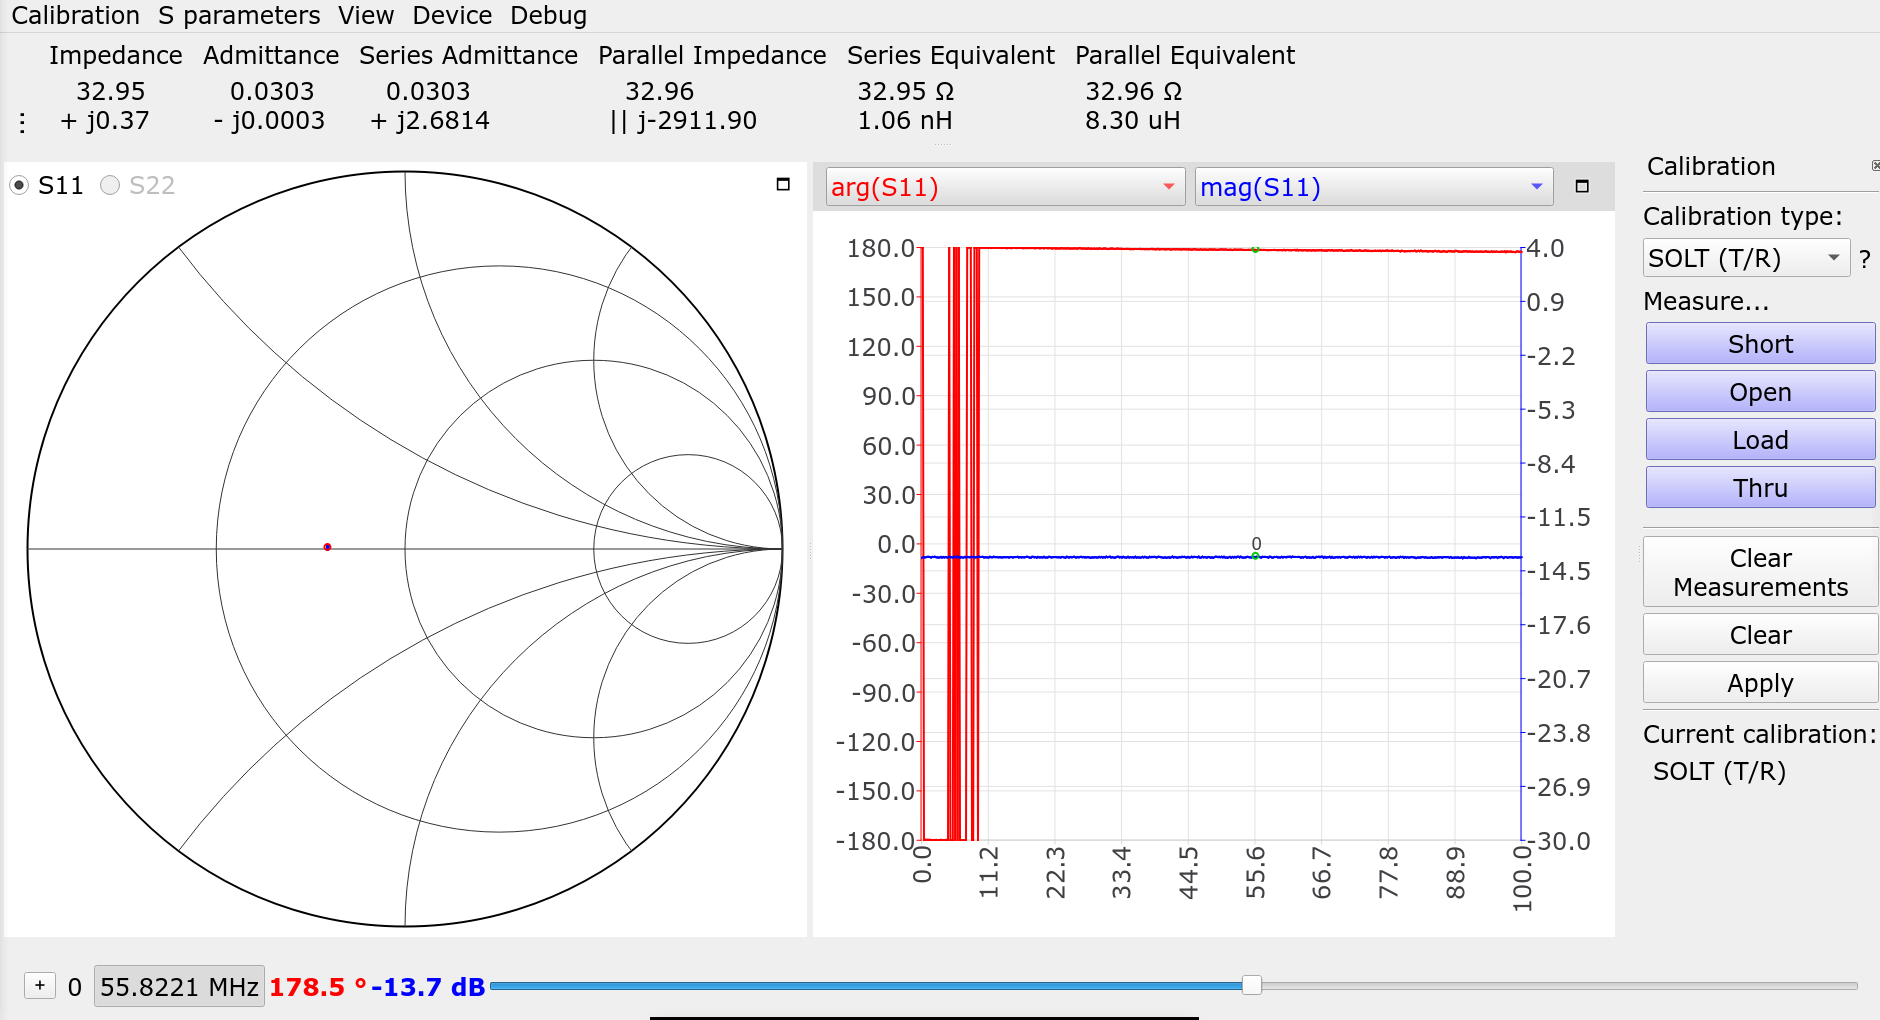 Calibration S parameters View Device Debug
Impedance Admittance Series Admittance Parallel Impedance Series Equivalent Parallel Equivalent
32.95 0.0303 0.0303 32.96 32.95 Ω 32.96 Ω
+ j0.37 - j0.0003 + j2.6814 || j-2911.90 1.06 nH 8.30 uH
S11 S22
arg(S11) mag(S11)
180.0
150.0
120.0
90.0
60.0
30.0
0.0
-30.0
-60.0
-90.0
-120.0
-150.0
-180.0
0
4.0
0.9
-2.2
-5.3
-8.4
-11.5
-14.5
-17.6
-20.7
-23.8
-26.9
-30.0
0.0 11.2 22.3 33.4 44.5 55.6 66.7 77.8 88.9 100.0
Calibration
Calibration type:
SOLT (T/R) ?
Measure...
Short
Open
Load
Thru
Clear
Measurements
Clear
Apply
Current calibration:
SOLT (T/R)
+ 0 55.8221 MHz 178.5 ° -13.7 dB